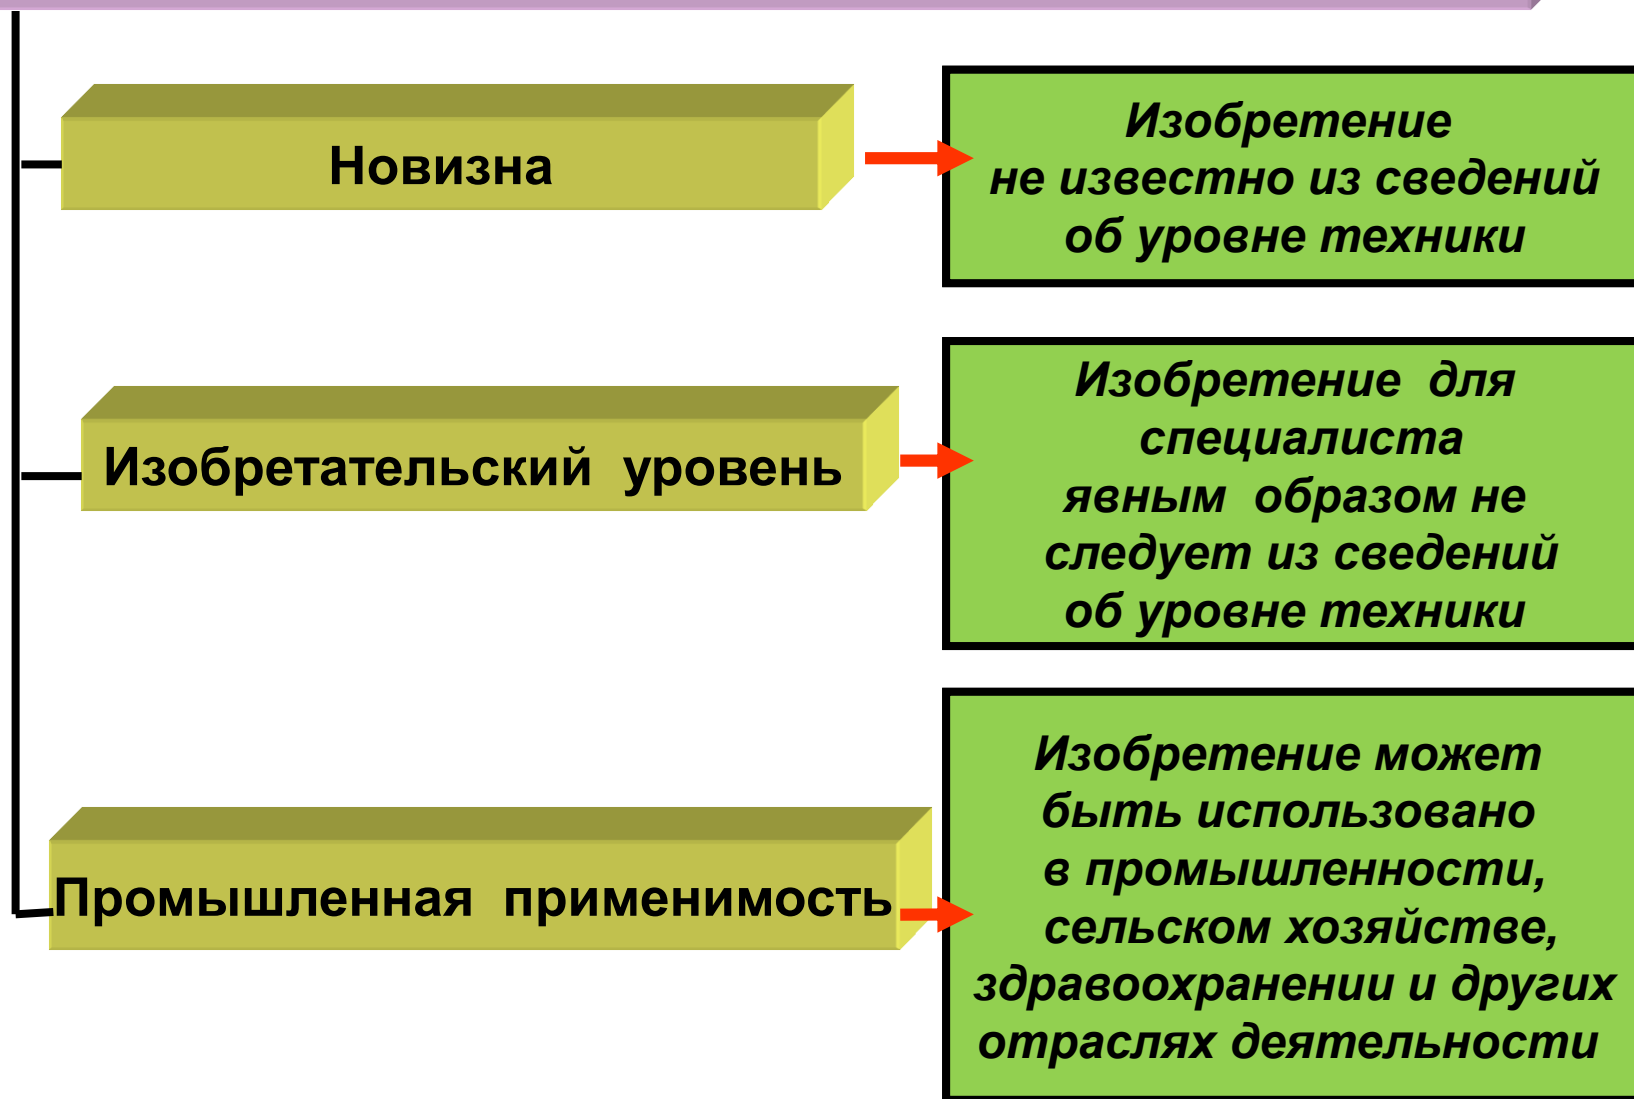 Новизна
Изобретение
не известно из сведений
об уровне техники
Изобретательский уровень
Изобретение для
специалиста
явным образом не
следует из сведений
об уровне техники
Промышленная применимость
Изобретение может
быть использовано
в промышленности,
сельском хозяйстве,
здравоохранении и других
отраслях деятельности